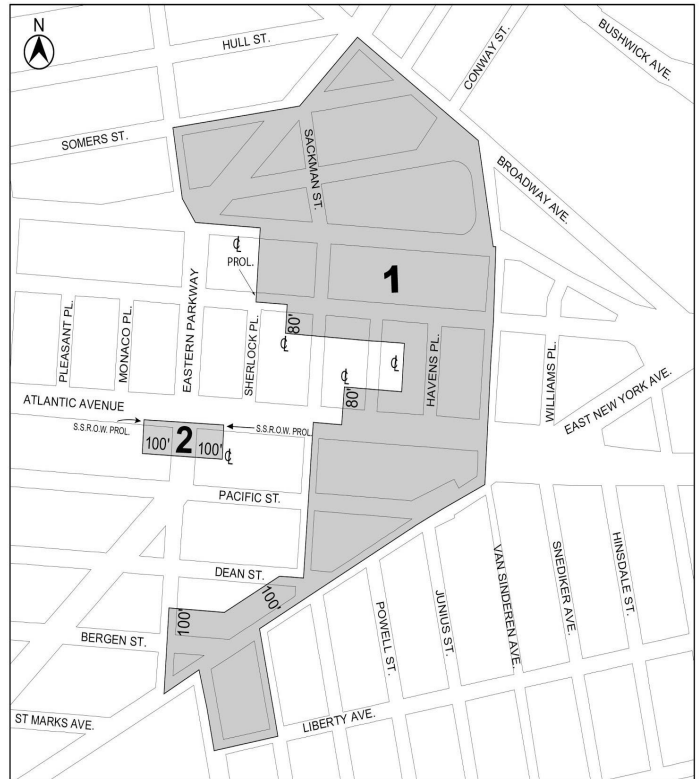 N
HULL ST.
CONWAY ST.
BUSHWICK AVE.
SOMERS ST.
SACKMAN ST.
BROADWAY AVE.
℄
PROL.
1
PLEASANT PL.
MONACO PL.
EASTERN PARKWAY
SHERLOCK PL.
80'
℄
℄
℄
80'
HAVENS PL.
WILLIAMS PL.
EAST NEW YORK AVE.
ATLANTIC AVENUE
S.S.R.O.W. PROL.
100'
2
100'
S.S.R.O.W. PROL.
℄
PACIFIC ST.
DEAN ST.
100'
100'
BERGEN ST.
POWELL ST.
JUNIUS ST.
VAN SINDEREN AVE.
SNEDIKER AVE.
HINSDALE ST.
ST MARKS AVE.
LIBERTY AVE.